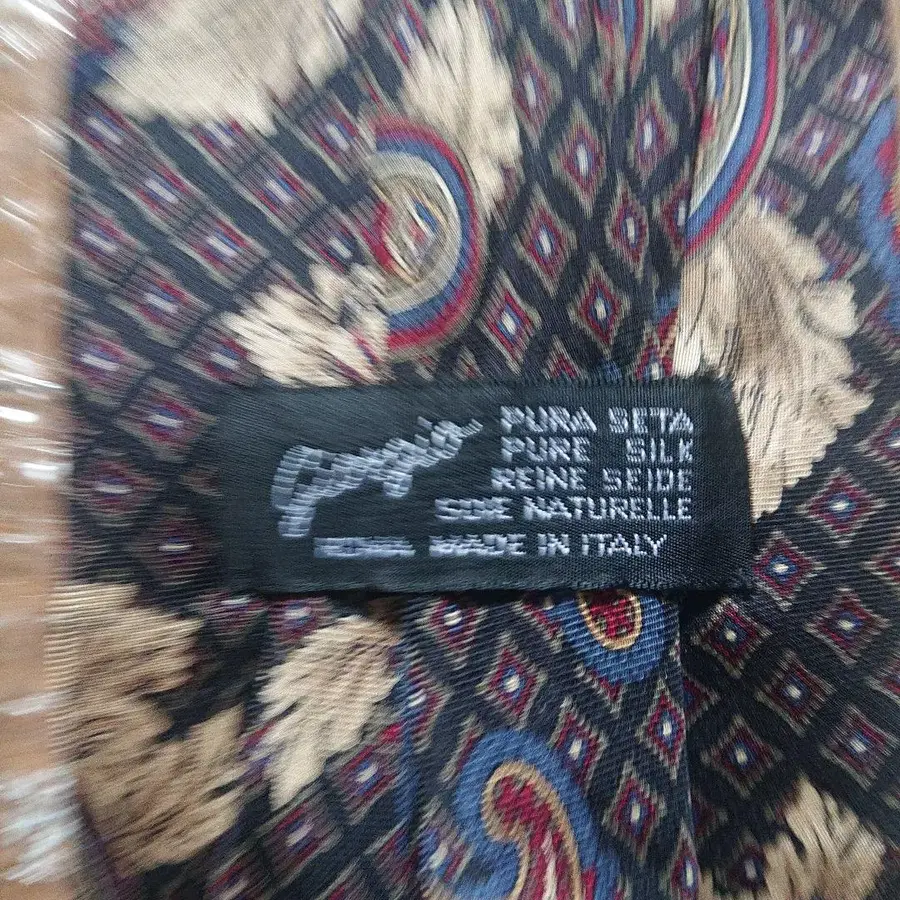 PURA SETA
PURE SILK
REINE SEIDE
SOIE NATURELLE
MADE IN ITALY